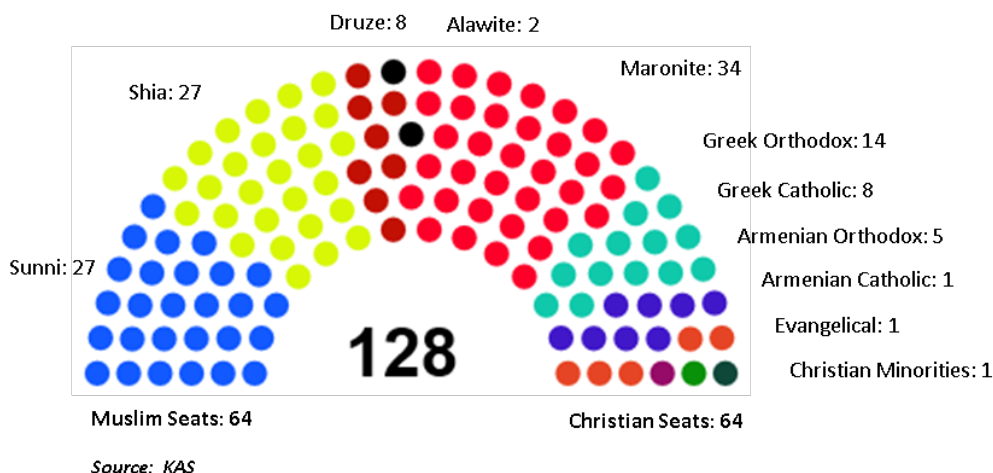 Druze: 8
Alawite: 2
Shia: 27
Maronite: 34
Greek Orthodox: 14
Greek Catholic: 8
Armenian Orthodox: 5
Sunni: 27
Armenian Catholic: 1
Evangelical: 1
128
Christian Minorities: 1
Muslim Seats: 64
Christian Seats: 64
Source: KAS